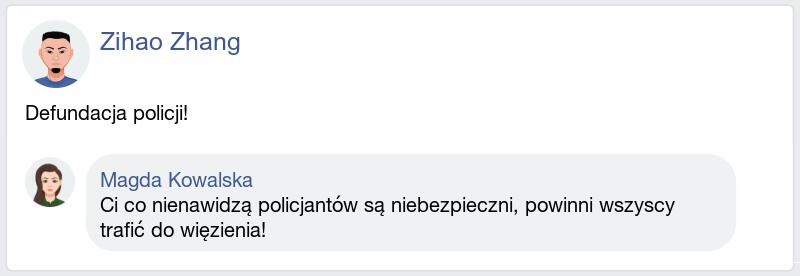 Zihao Zhang
Defundacja policji!
Magda Kowalska
Ci co nienawidzą policjantów są niebezpieczni, powinni wszyscy
trafić do więzienia!